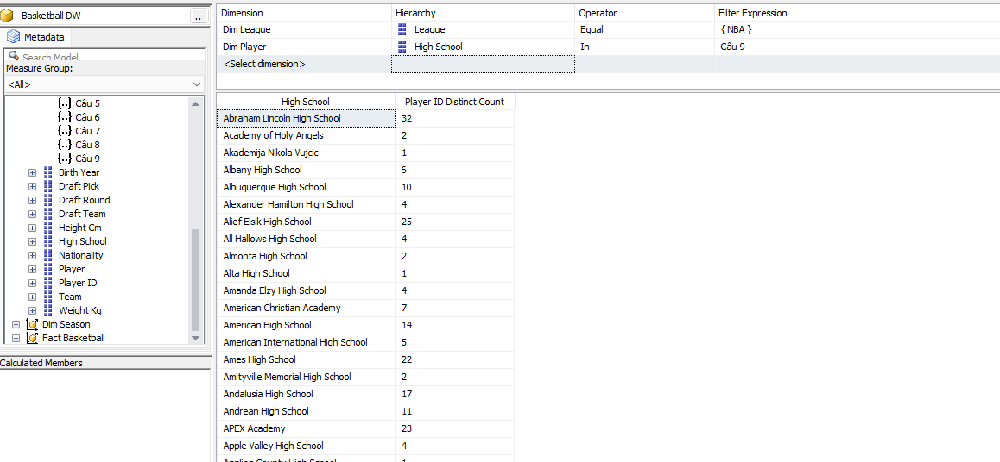 Basketball DW
..
Metadata
Search Model
Measure Group:
<All>
Câu 5
Câu 6
Câu 7
Câu 8
Câu 9
Birth Year
Draft Pick
Draft Round
Draft Team
Height Cm
High School
Nationality
Player
Player ID
Team
Weight Kg
Dim Season
Fact Basketball
Calculated Members
Dimension Hierarchy Operator Filter Expression
Dim League League Equal { NBA }
Dim Player High School In Câu 9
<Select dimension>
High School Player ID Distinct Count
Abraham Lincoln High School 32
Academy of Holy Angels 2
Akademija Nikola Vujcic 1
Albany High School 6
Albuquerque High School 10
Alexander Hamilton High School 4
Alief Elsik High School 25
All Hallows High School 4
Almonta High School 2
Alta High School 1
Amanda Elzy High School 4
American Christian Academy 7
American High School 14
American International High School 5
Ames High School 22
Amityville Memorial High School 2
Andalusia High School 17
Andrean High School 11
APEX Academy 23
Apple Valley High School 4
Appling County High School 1